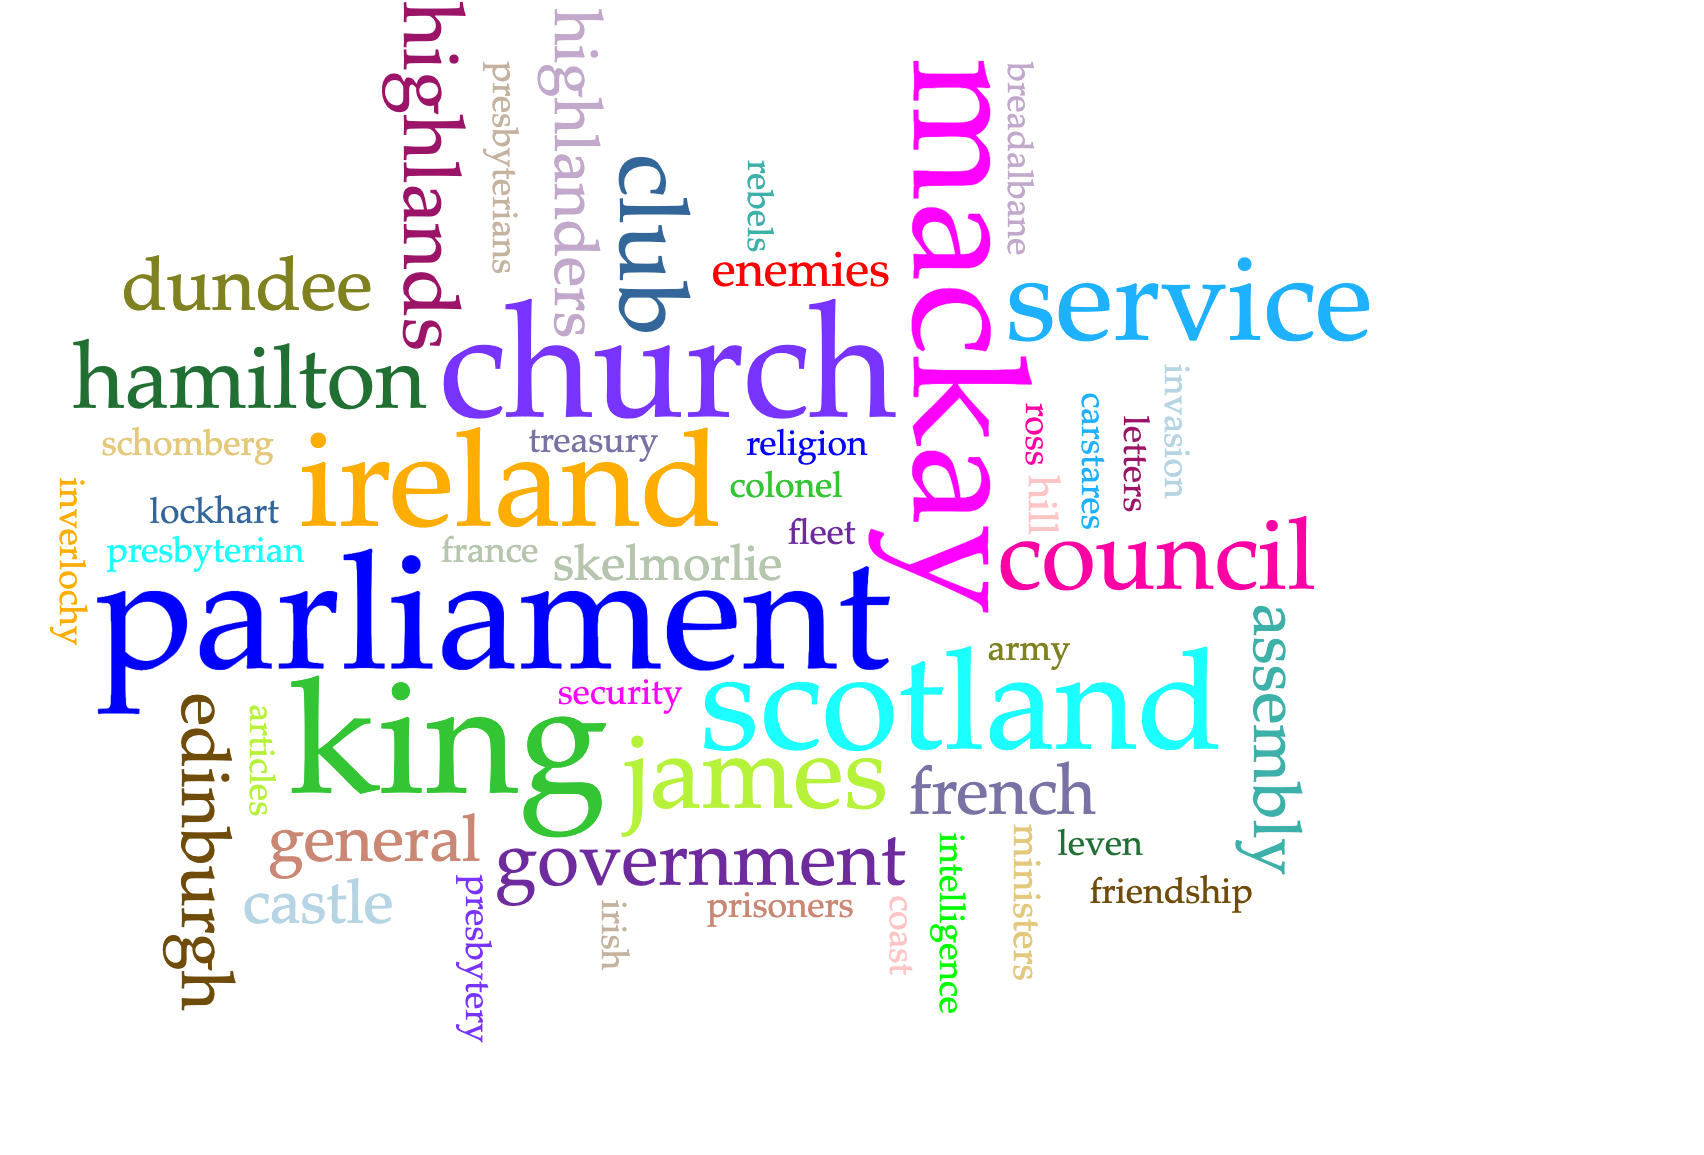 highlands
presbyterians
highlanders
club
rebels
mackay
breadalbane
dundee
enemies
service
hamilton
church
schomberg
treasury
religion
ross
carstares
letters
invasion
ireland
colonel
hill
inverlochy
lockhart
fleet
presbyterian
france
skelmorlie
council
parliament
army
assembly
edinburgh
articles
king
security
scotland
james
french
general
government
intelligence
ministers
leven
castle
presbytery
irish
prisoners
coast
friendship